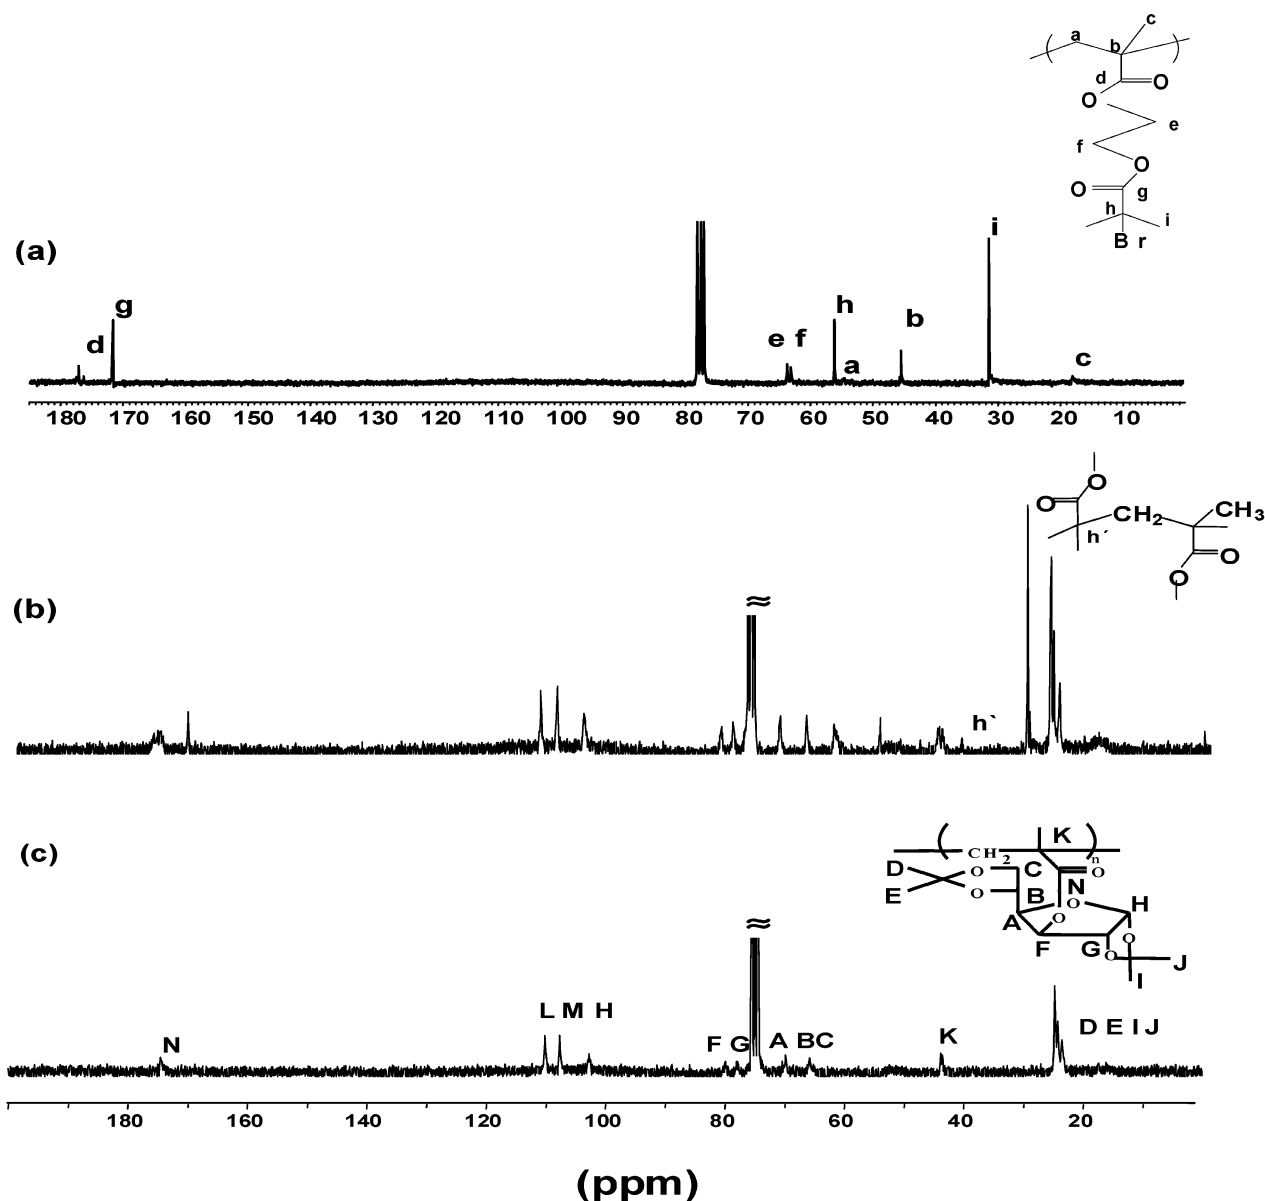 c
a
b
d
O
O
e
f
O
O
g
h
i
B r
(a)
g
d
e f
h
a
b
i
c
180 170 160 150 140 130 120 110 100 90 80 70 60 50 40 30 20 10
O
O
CH2
CH3
h´
O
O
(b)
≈
h`
(c)
K
CH2
n
D
O
C
O
E
O
B
N
O
H
A
O
F
G
O
O
J
I
≈
N
L M H
F G A BC
K
D E I J
180 160 140 120 100 80 60 40 20
(ppm)